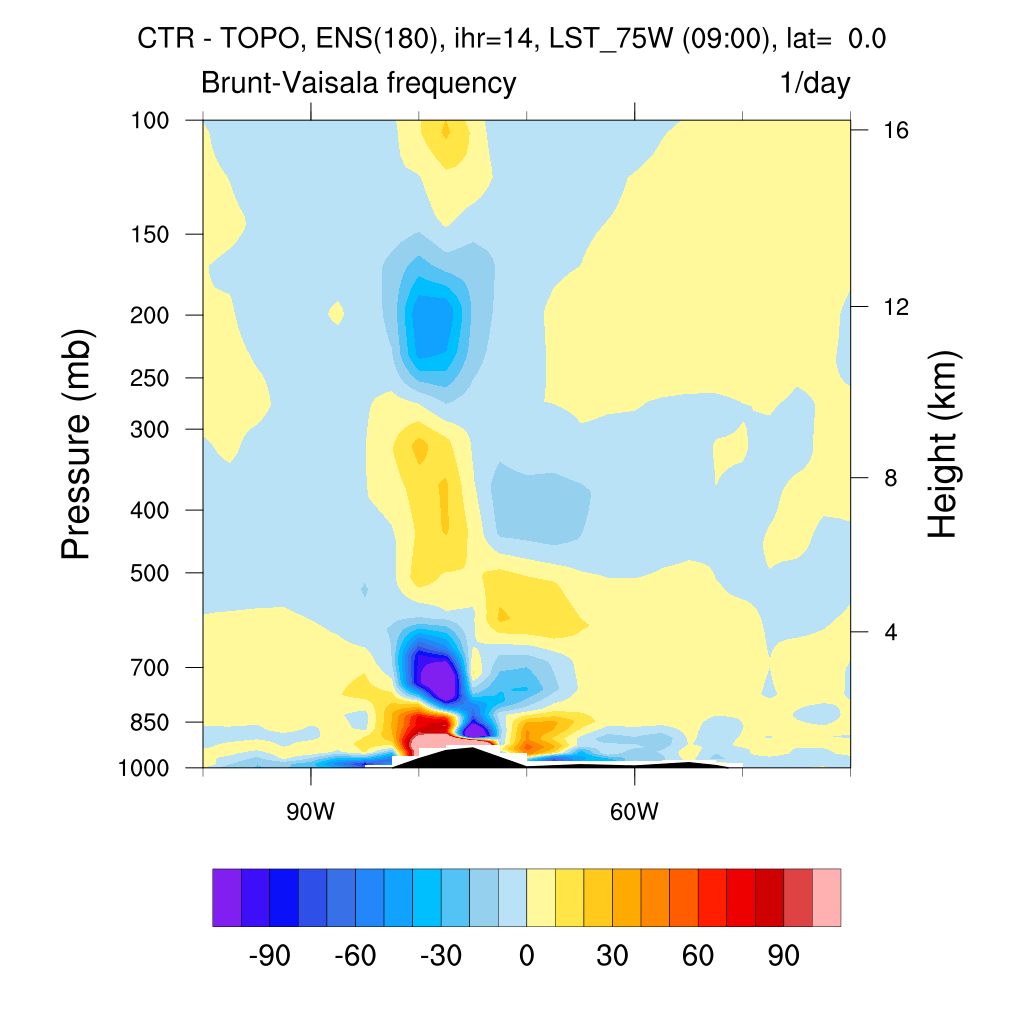 CTR - TOPO, ENS(180), ihr=14, LST_75W (09:00), lat=  0.0
Brunt-Vaisala frequency 1/day
100
150
200
250
300
400
500
700
850
1000
Pressure (mb)
16
12
8
4
Height (km)
90W 60W
-90 -60 -30 0 30 60 90